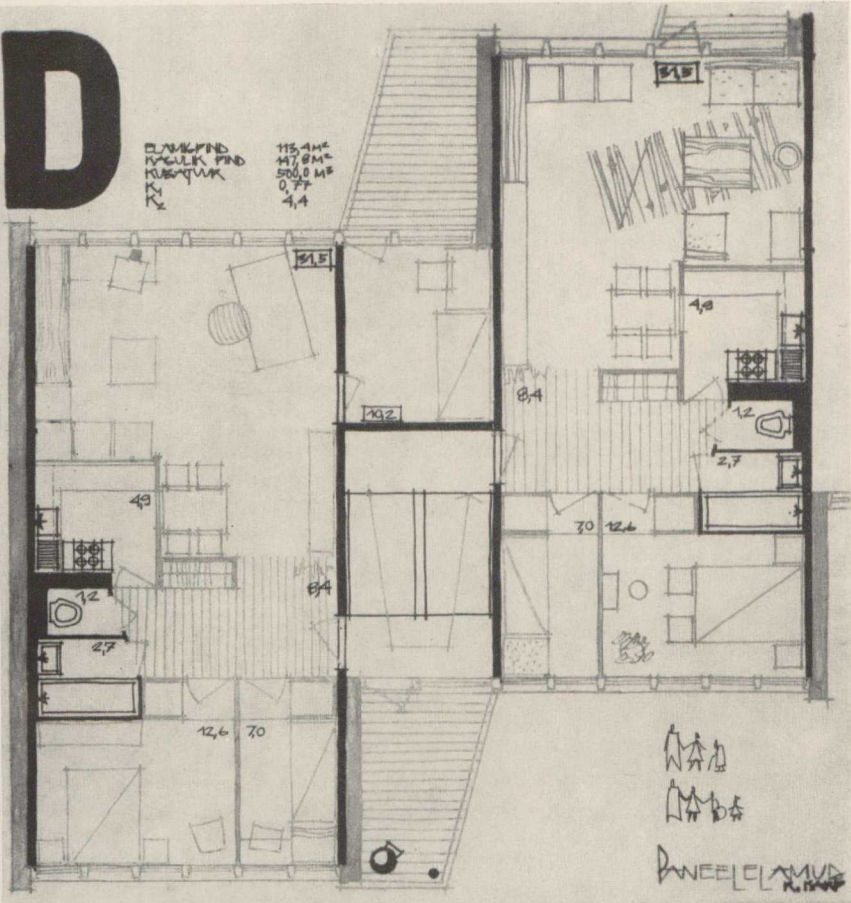 D
ELAMISPIND 113,4 M²
KASULIK PIND 147,8 M²
KUBATUUR 500,0 M³
K₁ 0,77
K₂ 4,4
31,5
31,5
4,9
10,2
8,4
1,2
2,7
4,9
7,0 12,6
8,4
1,2
2,7
12,6 7,0
PANEELELAMUD